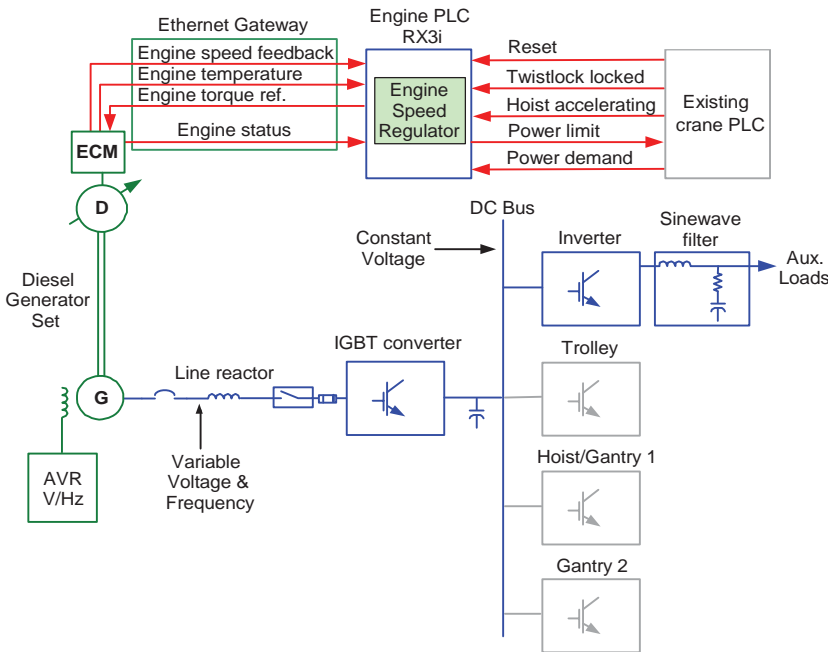 Ethernet Gateway
Engine PLC
RX3i
Engine speed feedback
Engine temperature
Engine torque ref.
Engine status
Engine
Speed
Regulator
Reset
Twistlock locked
Hoist accelerating
Power limit
Power demand
Existing
crane PLC
ECM
D
Diesel
Generator
Set
G
AVR
V/Hz
Line reactor
Variable
Voltage &
Frequency
IGBT converter
Constant
Voltage
DC Bus
Inverter
Sinewave
filter
Aux.
Loads
Trolley
Hoist/Gantry 1
Gantry 2